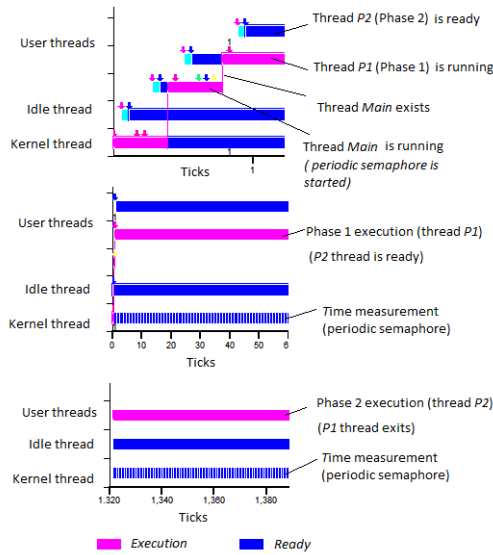 Thread P2 (Phase 2) is ready
User threads
1
Thread P1 (Phase 1) is running
Thread Main exists
Idle thread
Thread Main is running
( periodic semaphore is
started)
Kernel thread
1
1
Ticks
User threads
Phase 1 execution (thread P1)
(P2 thread is ready)
Idle thread
Time measurement
(periodic semaphore)
Kernel thread
0 10 20 30 40 50 6
Ticks
User threads
Phase 2 execution (thread P2)
(P1 thread exits)
Idle thread
Time measurement
(periodic semaphore)
Kernel thread
1.320 1,340 1,360 1,380
Ticks
Execution Ready